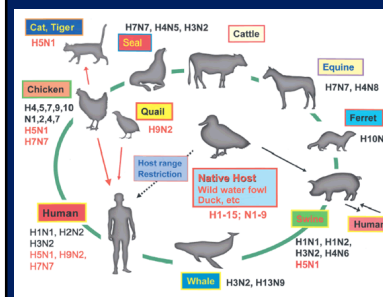 Cat, Tiger
H5N1
Seal
H7N7, H4N5, H3N2
Cattle
Equine
H7N7, H4N8
Chicken
H4,5,7,9,10
N1,2,4,7
H5N1
H7N7
Quail
H9N2
Ferret
H10N
Host range
Restriction
Native Host
Wild water fowl
Duck, etc
H1-15; N1-9
Human
H1N1, H2N2
H3N2
H5N1, H9N2,
H7N7
Swine
H1N1, H1N2,
H3N2, H4N6
H5N1
Human
Whale
H3N2, H13N9